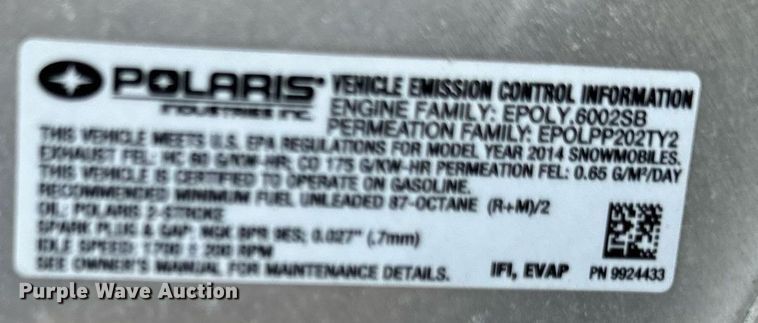 POLARIS VEHICLE EMISSION CONTROL INFORMATION
INDUSTRIES INC. ENGINE FAMILY: EPOLY.6002SB
PERMEATION FAMILY: EPOLPP202TY2
THIS VEHICLE MEETS U.S. EPA REGULATIONS FOR MODEL YEAR 2014 SNOWMOBILES.
EXHAUST FEL: HC 60 G/KW-HR; CO 175 G/KW-HR PERMEATION FEL: 0.65 G/M²/DAY
THIS VEHICLE IS CERTIFIED TO OPERATE ON GASOLINE.
RECOMMENDED MINIMUM FUEL UNLEADED 87-OCTANE (R+M)/2
OIL: POLARIS 2-STROKE
SPARK PLUG & GAP: NGK BPR 9ES; 0.027" (.7mm)
IDLE SPEED: 1700 ± 200 RPM
SEE OWNER'S MANUAL FOR MAINTENANCE DETAILS. IFI, EVAP PN 9924433
Purple Wave Auction